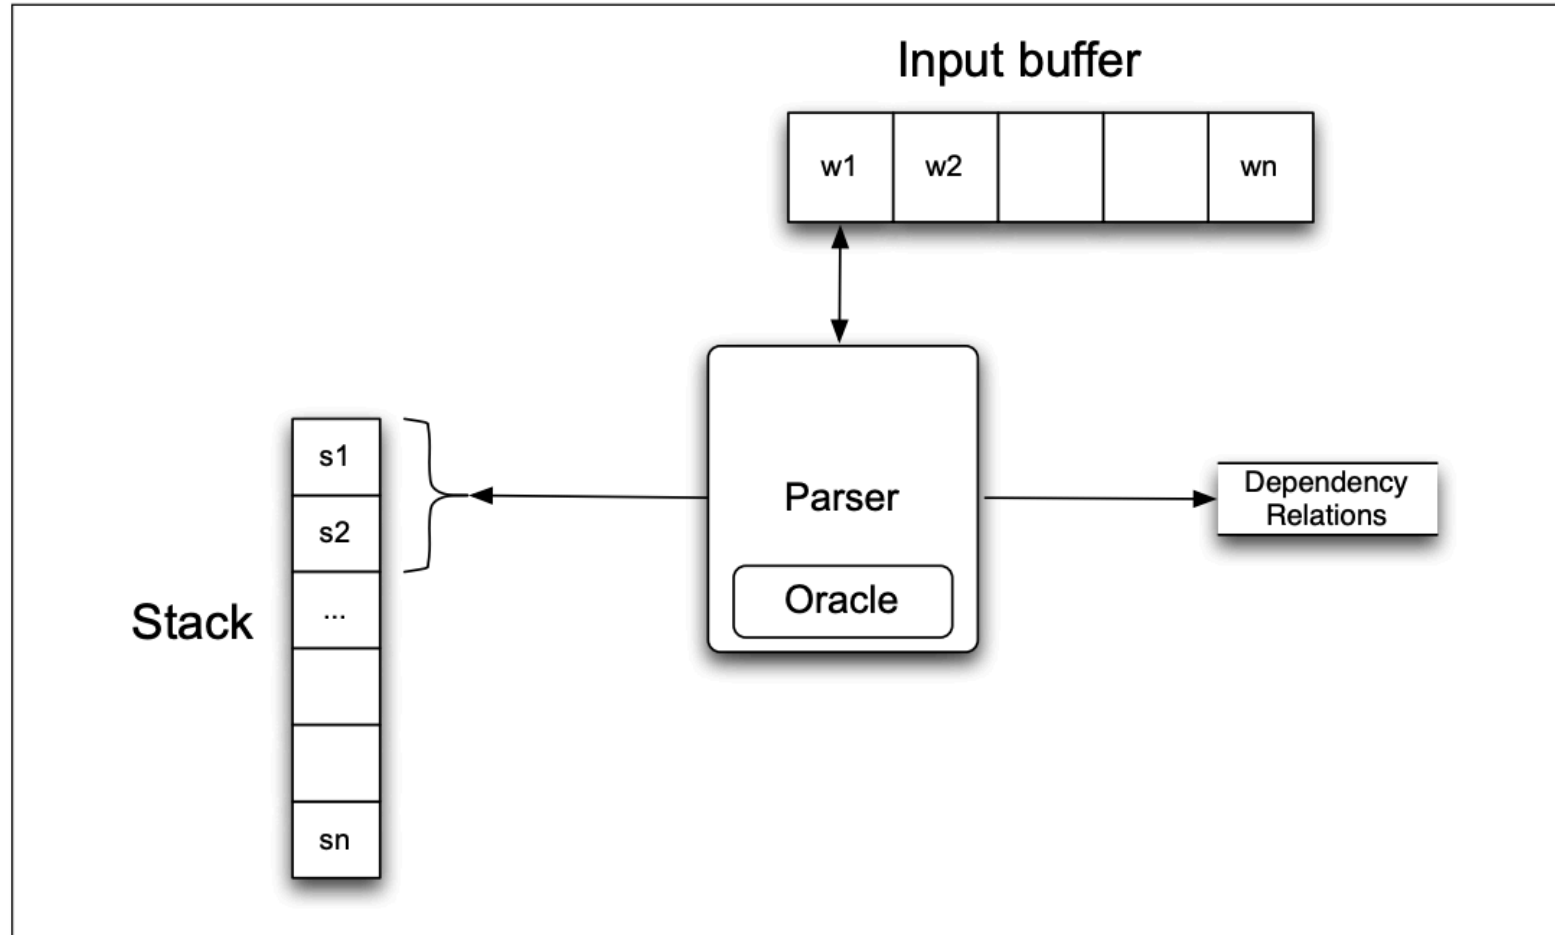 Input buffer
w1
w2
wn
s1
s2
...
sn
Stack
Parser
Oracle
Dependency
Relations